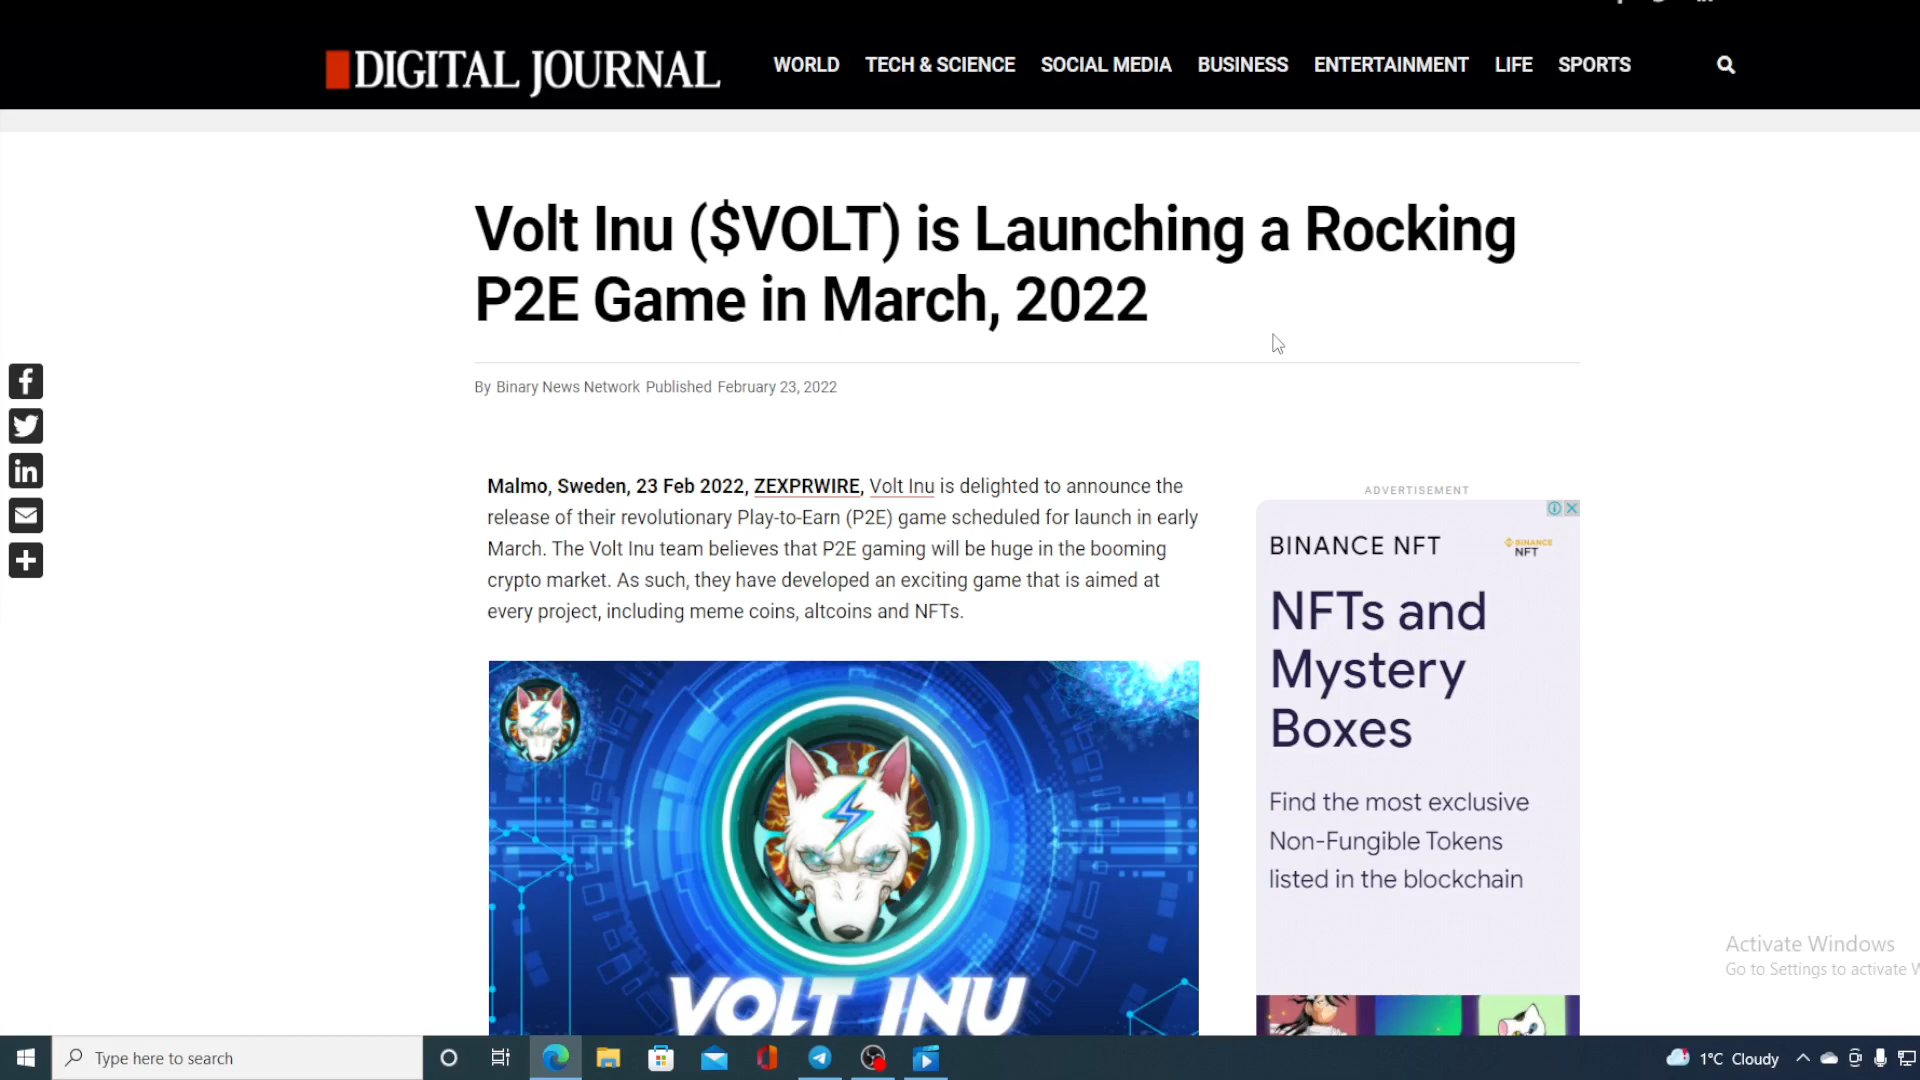 DIGITAL JOURNAL
WORLD TECH & SCIENCE SOCIAL MEDIA BUSINESS ENTERTAINMENT LIFE SPORTS
Volt Inu ($VOLT) is Launching a Rocking
P2E Game in March, 2022
By Binary News Network Published February 23, 2022
Malmo, Sweden, 23 Feb 2022, ZEXPRWIRE, Volt Inu is delighted to announce the
release of their revolutionary Play-to-Earn (P2E) game scheduled for launch in early
March. The Volt Inu team believes that P2E gaming will be huge in the booming
crypto market. As such, they have developed an exciting game that is aimed at
every project, including meme coins, altcoins and NFTs.
VOLT INU
ADVERTISEMENT
BINANCE NFT
BINANCE
NFT
NFTs and
Mystery
Boxes
Find the most exclusive
Non-Fungible Tokens
listed in the blockchain
Activate Windows
Go to Settings to activate W
Type here to search
1°C Cloudy